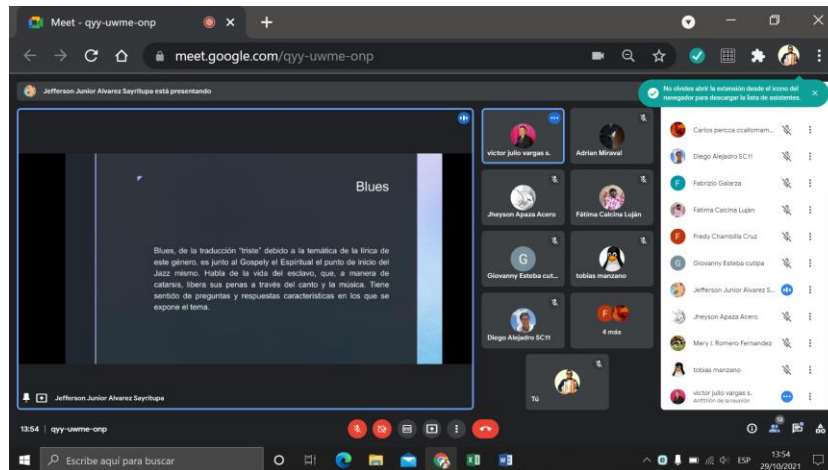 Meet - qyy-uwme-onp
meet.google.com/qyy-uwme-onp
Jefferson Junior Alvarez Sayritupa está presentando
No olvides abrir la extensión desde el icono del
navegador para descargar la lista de asistentes.
Blues
Blues, de la traducción "triste" debido a la temática de la lírica de
este género, es junto al Gospely el Espiritual el punto de inicio del
Jazz mismo. Habla de la vida del esclavo, que, a manera de
catarsis, libera sus penas a través del canto y la música. Tiene
sentido de preguntas y respuestas características en los que se
expone el tema.
Jefferson Junior Alvarez Sayritupa
victor julio vargas s.
Adrian Miraval
Jheyson Apaza Acero
Fátima Calcina Luján
G
Giovanny Esteba cut...
tobias manzano
Diego Alejadro SC11
F
4 más
Tú
Carlos percca ccallomam...
Diego Alejadro SC11
F
Fabrizio Galarza
Fátima Calcina Luján
F
Fredy Chambilla Cruz
G
Giovanny Esteba cutipa
Jefferson Junior Alvarez S...
Jheyson Apaza Acero
Mery I. Romero Fernandez
tobias manzano
victor julio vargas s.
Anfitrión de la reunión
13:54 | qyy-uwme-onp
Escribe aquí para buscar
ESP
13:54
29/10/2021